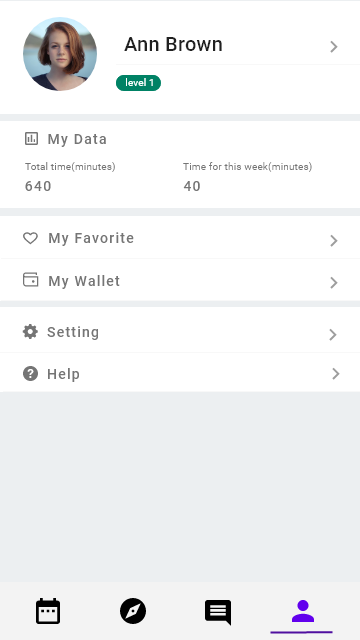 Ann Brown
level 1
My Data
Total time(minutes) Time for this week(minutes)
640 40
My Favorite
My Wallet
Setting
Help